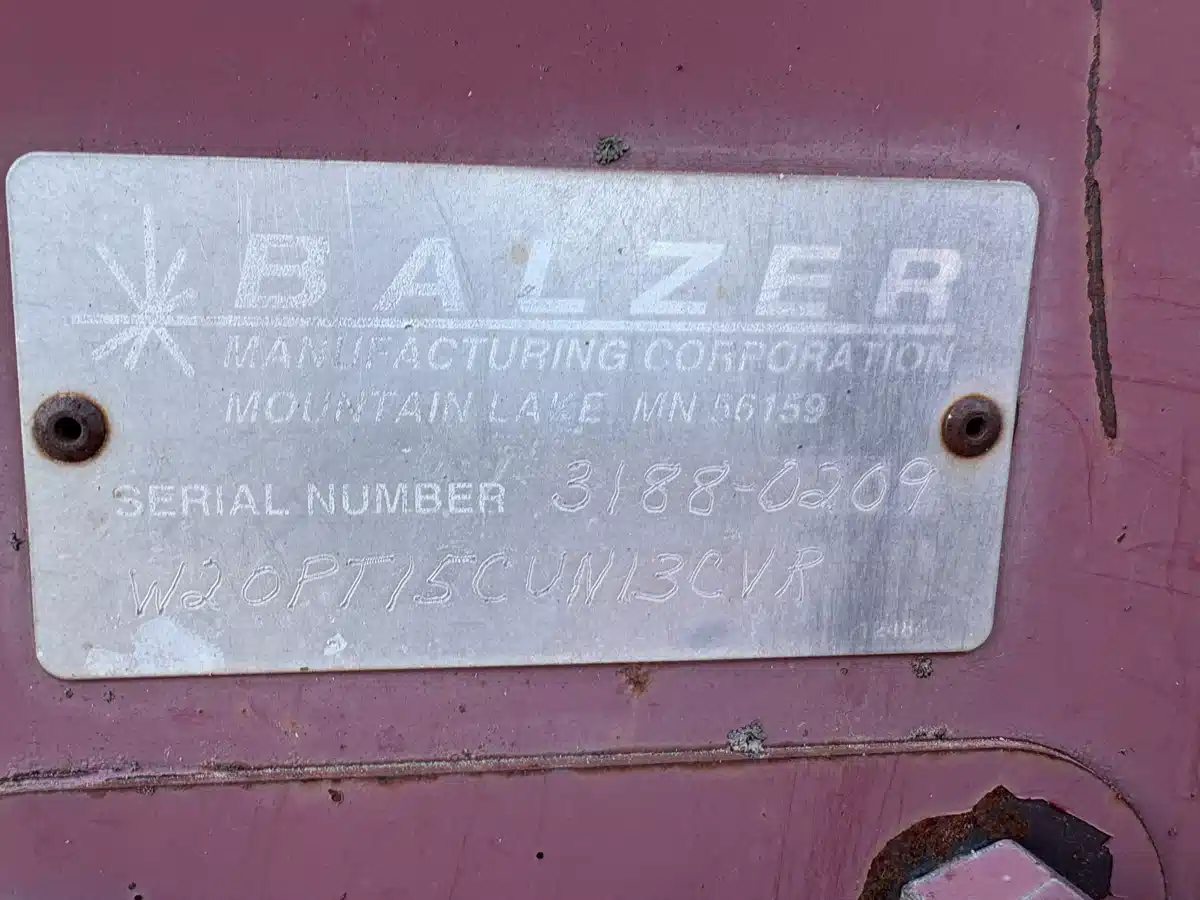 BALZER
MANUFACTURING CORPORATION
MOUNTAIN LAKE, MN 56159
SERIAL NUMBER 3188-0209
W20PT15CUN13CVR